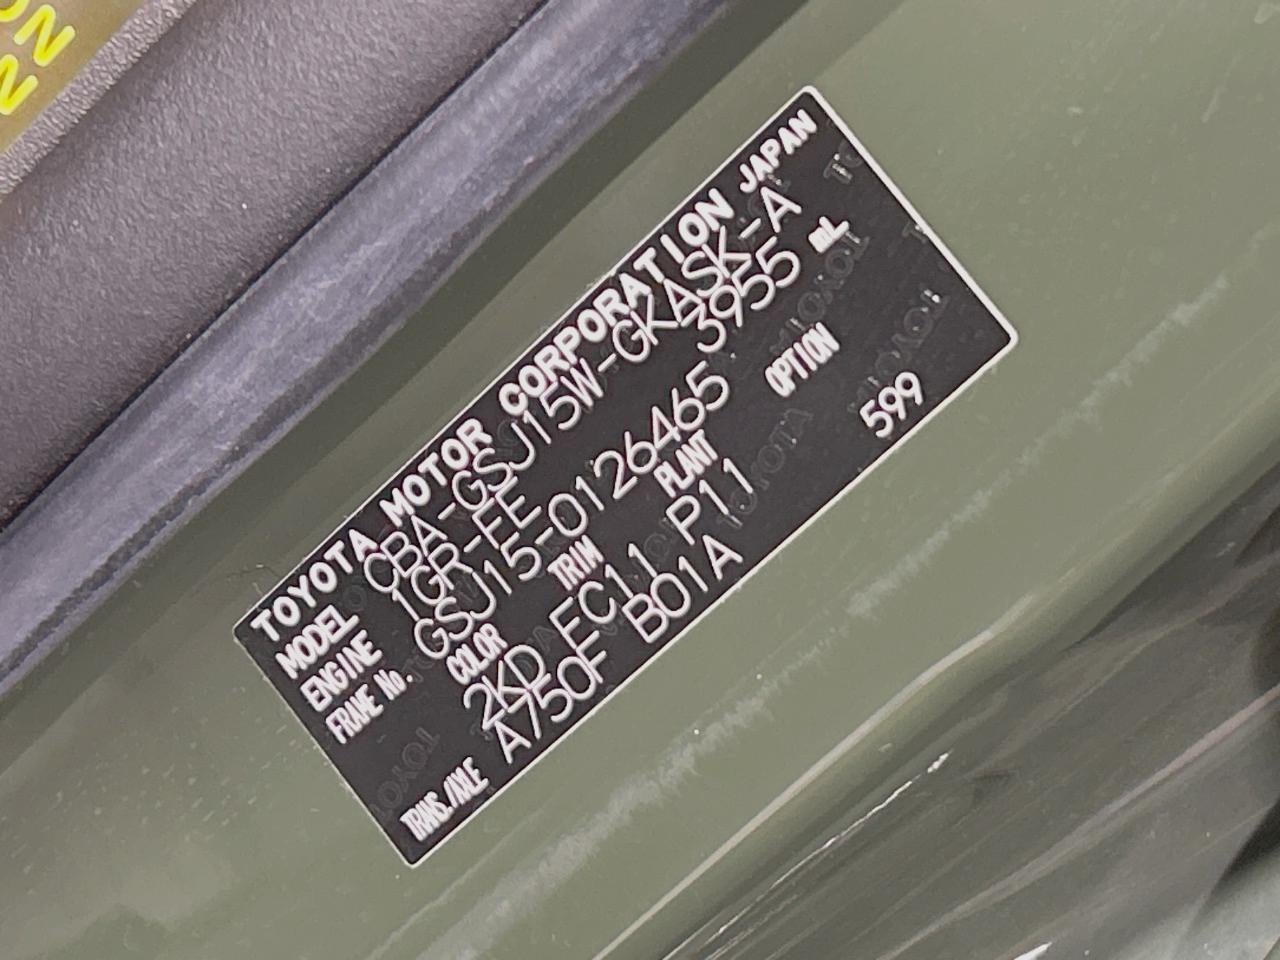 TOYOTA MOTOR CORPORATION JAPAN
MODEL CBA-GSJ15W-GKASK-A
ENGINE 1GR-FE 3955 mL
FRAME No. GSJ15-0126465
COLOR TRIM PLANT OPTION
2KD FC11 P11
TRANS./AXLE A750F B01A 599